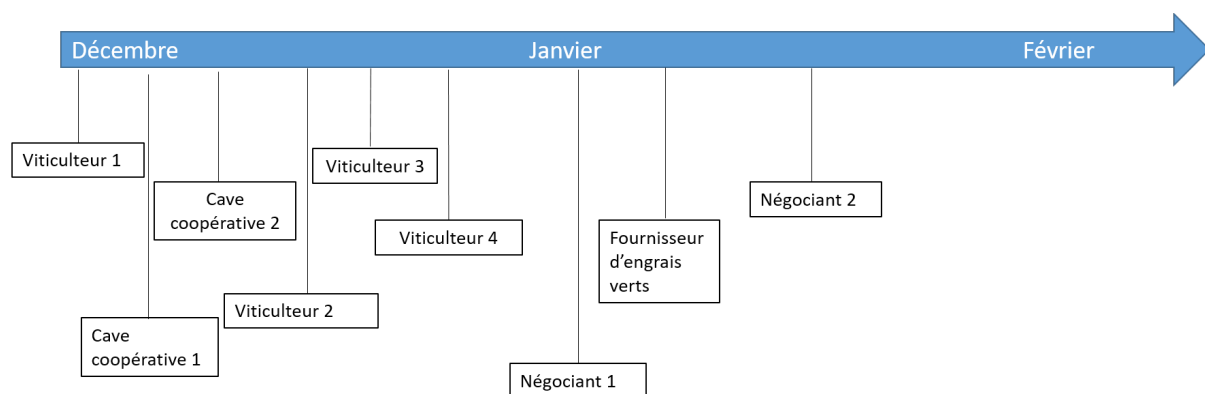 Décembre
Janvier
Février
Viticulteur 1
Viticulteur 3
Cave
coopérative 2
Négociant 2
Viticulteur 4
Fournisseur
d'engrais
verts
Viticulteur 2
Cave
coopérative 1
Négociant 1